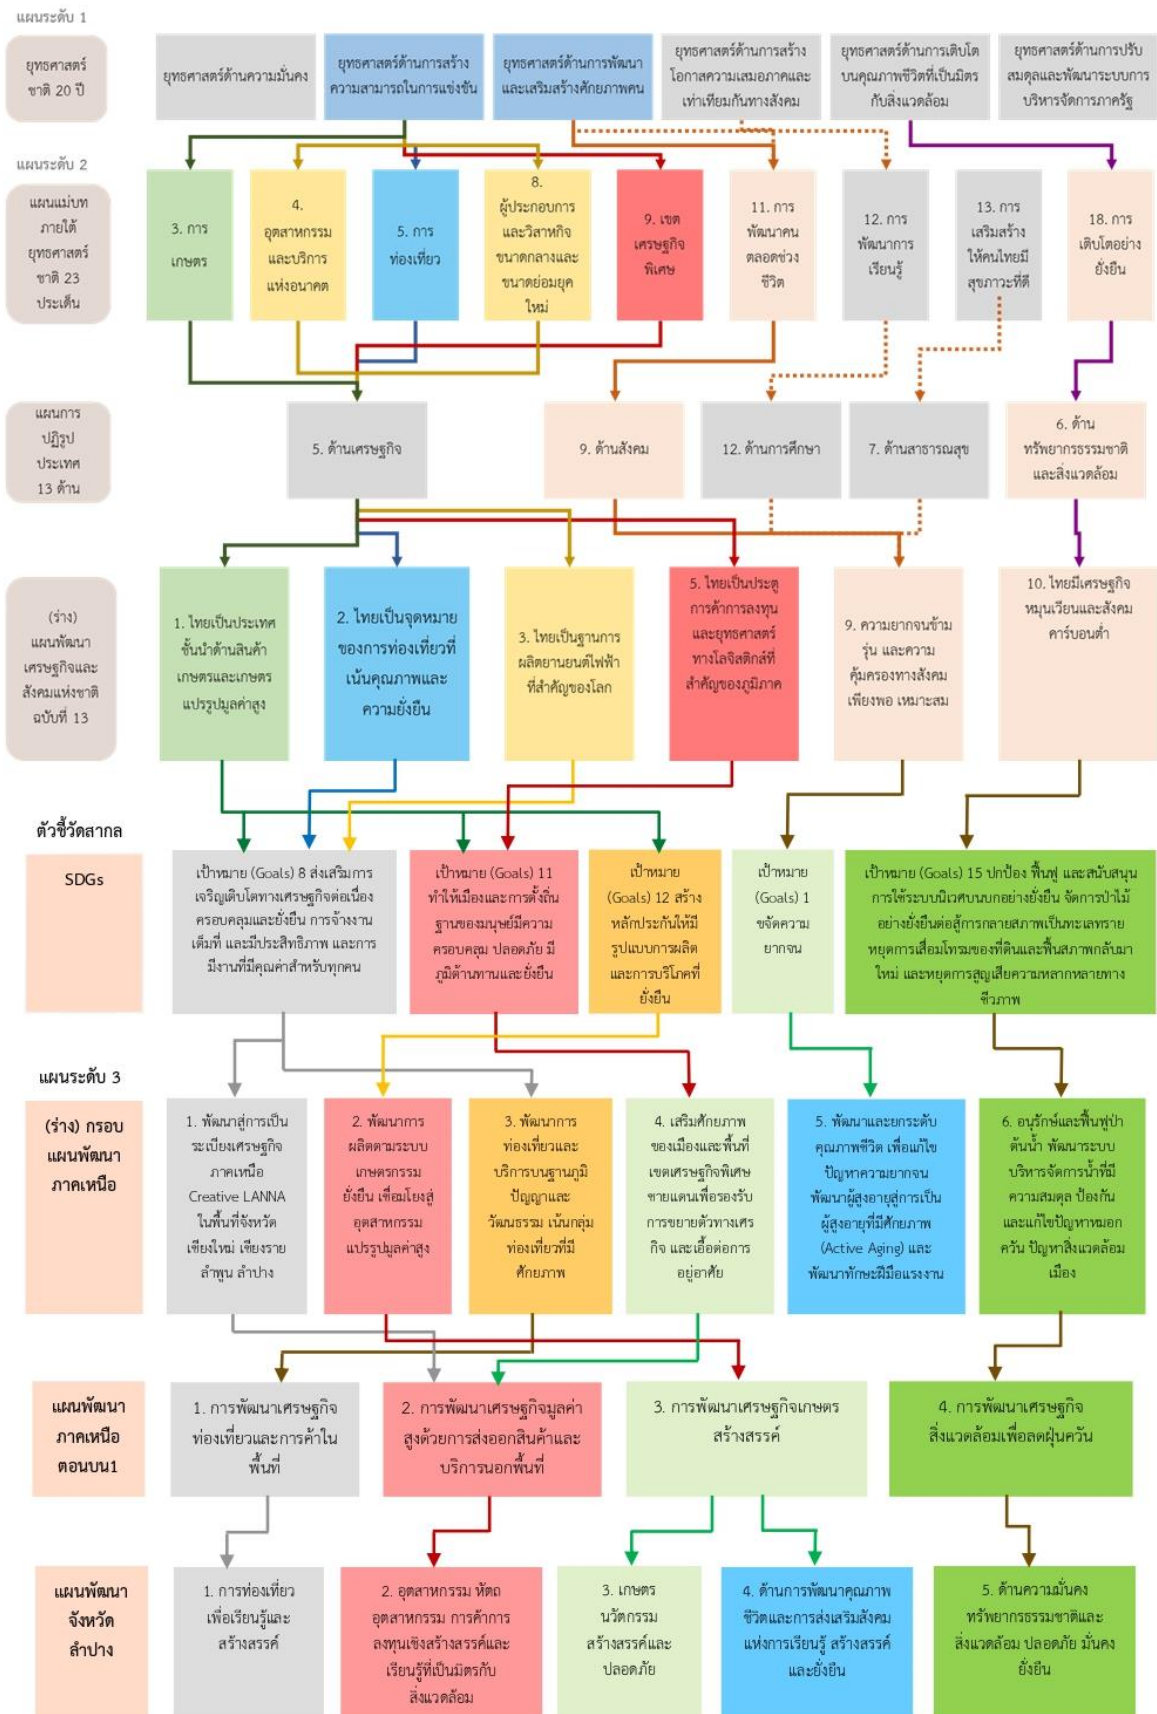 แผนระดับ 1
ยุทธศาสตร์
ชาติ 20 ปี
ยุทธศาสตร์ด้านความมั่นคง
ยุทธศาสตร์ด้านการสร้าง
ความสามารถในการแข่งขัน
ยุทธศาสตร์ด้านการพัฒนา
และเสริมสร้างศักยภาพคน
ยุทธศาสตร์ด้านการสร้าง
โอกาสความเสมอภาคและ
เท่าเทียมกันทางสังคม
ยุทธศาสตร์ด้านการเติบโต
บนคุณภาพชีวิตที่เป็นมิตร
กับสิ่งแวดล้อม
ยุทธศาสตร์ด้านการปรับ
สมดุลและพัฒนาระบบการ
บริหารจัดการภาครัฐ
แผนระดับ 2
แผนแม่บท
ภายใต้
ยุทธศาสตร์
ชาติ 23
ประเด็น
3. การ
เกษตร
4.
อุตสาหกรรม
และบริการ
แห่งอนาคต
5. การ
ท่องเที่ยว
8.
ผู้ประกอบการ
และวิสาหกิจ
ขนาดกลางและ
ขนาดย่อมยุค
ใหม่
9. เขต
เศรษฐกิจ
พิเศษ
11. การ
พัฒนาคน
ตลอดช่วง
ชีวิต
12. การ
พัฒนาการ
เรียนรู้
13. การ
เสริมสร้าง
ให้คนไทยมี
สุขภาวะที่ดี
18. การ
เติบโตอย่าง
ยั่งยืน
แผนการ
ปฏิรูป
ประเทศ
13 ด้าน
5. ด้านเศรษฐกิจ
9. ด้านสังคม
12. ด้านการศึกษา
7. ด้านสาธารณสุข
6. ด้าน
ทรัพยากรธรรมชาติ
และสิ่งแวดล้อม
(ร่าง)
แผนพัฒนา
เศรษฐกิจและ
สังคมแห่งชาติ
ฉบับที่ 13
1. ไทยเป็นประเทศ
ชั้นนำด้านสินค้า
เกษตรและเกษตร
แปรรูปมูลค่าสูง
2. ไทยเป็นจุดหมาย
ของการท่องเที่ยวที่
เน้นคุณภาพและ
ความยั่งยืน
3. ไทยเป็นฐานการ
ผลิตยานยนต์ไฟฟ้า
ที่สำคัญของโลก
5. ไทยเป็นประตู
การค้าการลงทุน
และยุทธศาสตร์
ทางโลจิสติกส์ที่
สำคัญของภูมิภาค
9. ความยากจนข้าม
รุ่น และความ
คุ้มครองทางสังคม
เพียงพอ เหมาะสม
10. ไทยมีเศรษฐกิจ
หมุนเวียนและสังคม
คาร์บอนต่ำ
ตัวชี้วัดสากล
SDGs
เป้าหมาย (Goals) 8 ส่งเสริมการ
เจริญเติบโตทางเศรษฐกิจต่อเนื่อง
ครอบคลุมและยั่งยืน การจ้างงาน
เต็มที่ และมีประสิทธิภาพ และการ
มีงานที่มีคุณค่าสำหรับทุกคน
เป้าหมาย (Goals) 11
ทำให้เมืองและการตั้งถิ่น
ฐานของมนุษย์มีความ
ครอบคลุม ปลอดภัย มี
ภูมิต้านทานและยั่งยืน
เป้าหมาย
(Goals) 12 สร้าง
หลักประกันให้มี
รูปแบบการผลิต
และการบริโภคที่
ยั่งยืน
เป้าหมาย
(Goals) 1
ขจัดความ
ยากจน
เป้าหมาย (Goals) 15 ปกป้อง ฟื้นฟู และสนับสนุน
การใช้ระบบนิเวศบนบกอย่างยั่งยืน จัดการป่าไม้
อย่างยั่งยืนต่อสู้การกลายสภาพเป็นทะเลทราย
หยุดการเสื่อมโทรมของที่ดินและฟื้นสภาพกลับมา
ใหม่ และหยุดการสูญเสียความหลากหลายทาง
ชีวภาพ
แผนระดับ 3
(ร่าง) กรอบ
แผนพัฒนา
ภาคเหนือ
1. พัฒนาสู่การเป็น
ระเบียงเศรษฐกิจ
ภาคเหนือ
Creative LANNA
ในพื้นที่จังหวัด
เชียงใหม่ เชียงราย
ลำพูน ลำปาง
2. พัฒนาการ
ผลิตตามระบบ
เกษตรกรรม
ยั่งยืน เชื่อมโยงสู่
อุตสาหกรรม
แปรรูปมูลค่าสูง
3. พัฒนาการ
ท่องเที่ยวและ
บริการบนฐานภูมิ
ปัญญาและ
วัฒนธรรม เน้นกลุ่ม
ท่องเที่ยวที่มี
ศักยภาพ
4. เสริมศักยภาพ
ของเมืองและพื้นที่
เขตเศรษฐกิจพิเศษ
ชายแดนเพื่อรองรับ
การขยายตัวทางเศร
กิจ และเอื้อต่อการ
อยู่อาศัย
5. พัฒนาและยกระดับ
คุณภาพชีวิต เพื่อแก้ไข
ปัญหาความยากจน
พัฒนาผู้สูงอายุสู่การเป็น
ผู้สูงอายุที่มีศักยภาพ
(Active Aging) และ
พัฒนาทักษะฝีมือแรงงาน
6. อนุรักษ์และฟื้นฟูป่า
ต้นน้ำ พัฒนาระบบ
บริหารจัดการน้ำที่มี
ความสมดุล ป้องกัน
และแก้ไขปัญหาหมอก
ควัน ปัญหาสิ่งแวดล้อม
เมือง
แผนพัฒนา
ภาคเหนือ
ตอนบน1
1. การพัฒนาเศรษฐกิจ
ท่องเที่ยวและการค้าใน
พื้นที่
2. การพัฒนาเศรษฐกิจมูลค่า
สูงด้วยการส่งออกสินค้าและ
บริการนอกพื้นที่
3. การพัฒนาเศรษฐกิจเกษตร
สร้างสรรค์
4. การพัฒนาเศรษฐกิจ
สิ่งแวดล้อมเพื่อลดฝุ่นควัน
แผนพัฒนา
จังหวัด
ลำปาง
1. การท่องเที่ยว
เพื่อเรียนรู้และ
สร้างสรรค์
2. อุตสาหกรรม หัตถ
อุตสาหกรรม การค้าการ
ลงทุนเชิงสร้างสรรค์และ
เรียนรู้ที่เป็นมิตรกับ
สิ่งแวดล้อม
3. เกษตร
นวัตกรรม
สร้างสรรค์และ
ปลอดภัย
4. ด้านการพัฒนาคุณภาพ
ชีวิตและการส่งเสริมสังคม
แห่งการเรียนรู้ สร้างสรรค์
และยั่งยืน
5. ด้านความมั่นคง
ทรัพยากรธรรมชาติและ
สิ่งแวดล้อม ปลอดภัย มั่นคง
ยั่งยืน